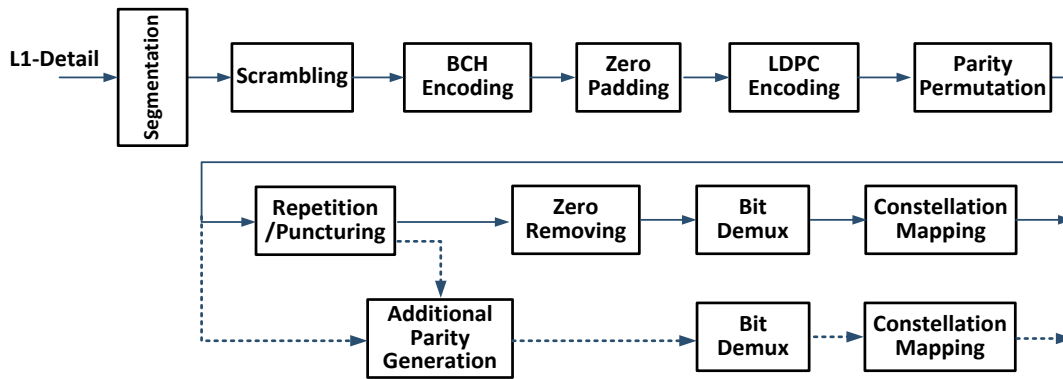 L1-Detail
Segmentation
Scrambling
BCH
Encoding
Zero
Padding
LDPC
Encoding
Parity
Permutation
Repetition
/Puncturing
Zero
Removing
Bit
Demux
Constellation
Mapping
Additional
Parity
Generation
Bit
Demux
Constellation
Mapping